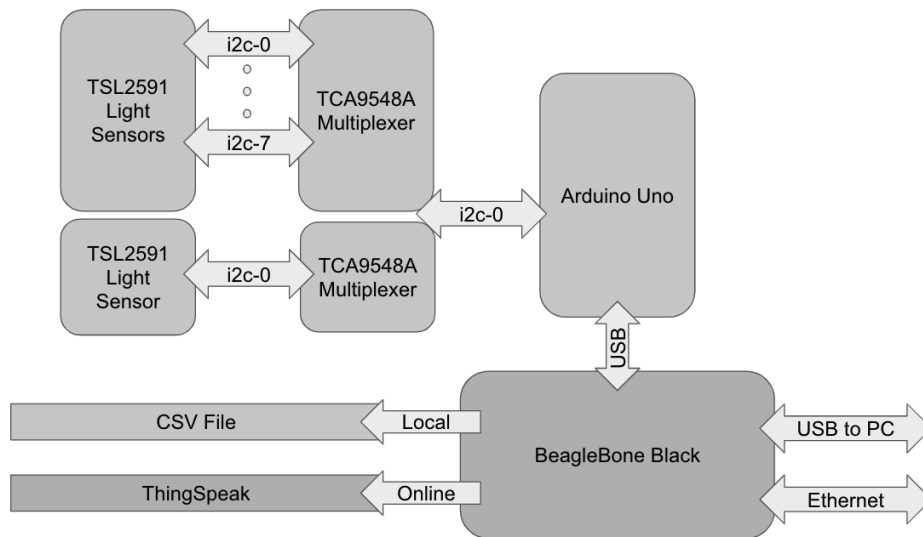 TSL2591
Light
Sensors
i2c-0
i2c-7
TCA9548A
Multiplexer
Arduino Uno
i2c-0
TSL2591
Light
Sensor
i2c-0
TCA9548A
Multiplexer
USB
CSV File
Local
BeagleBone Black
USB to PC
ThingSpeak
Online
Ethernet